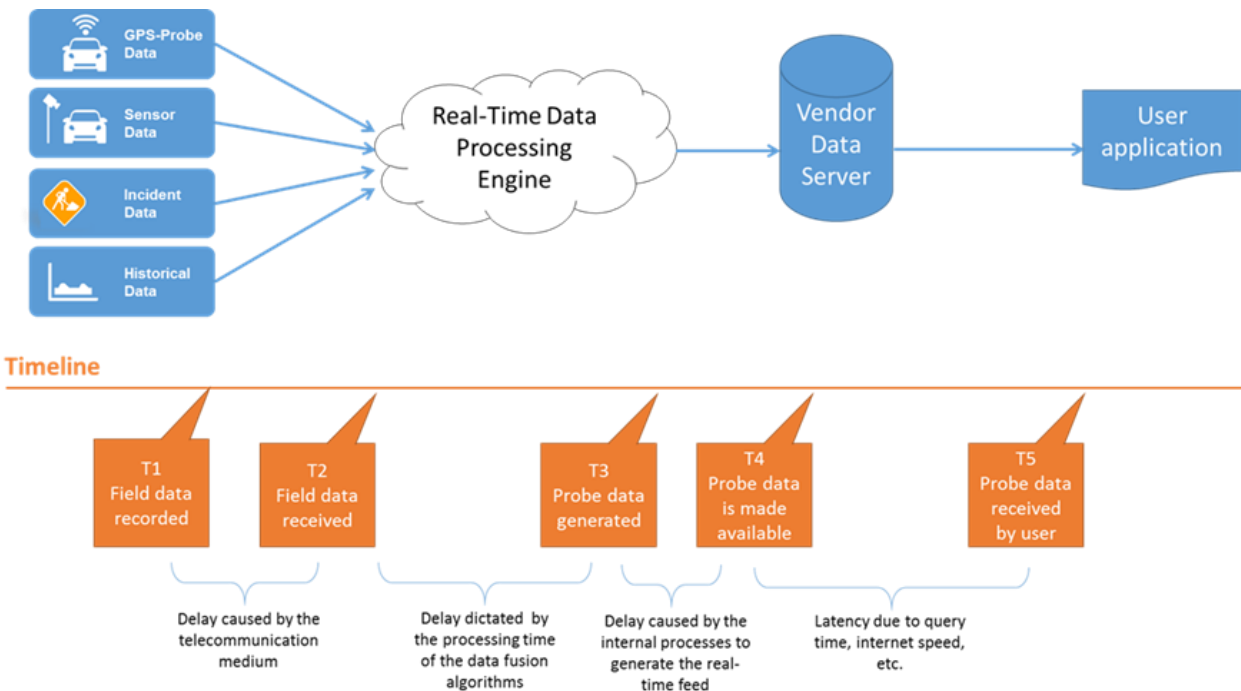 GPS-Probe
Data
Sensor
Data
Incident
Data
Historical
Data
Real-Time Data
Processing
Engine
Vendor
Data
Server
User
application
Timeline
T1
Field data
recorded
T2
Field data
received
T3
Probe data
generated
T4
Probe data
is made
available
T5
Probe data
received
by user
Delay caused by the
telecommunication
medium
Delay dictated by
the processing time
of the data fusion
algorithms
Delay caused by the
internal processes to
generate the real-
time feed
Latency due to query
time, internet speed,
etc.